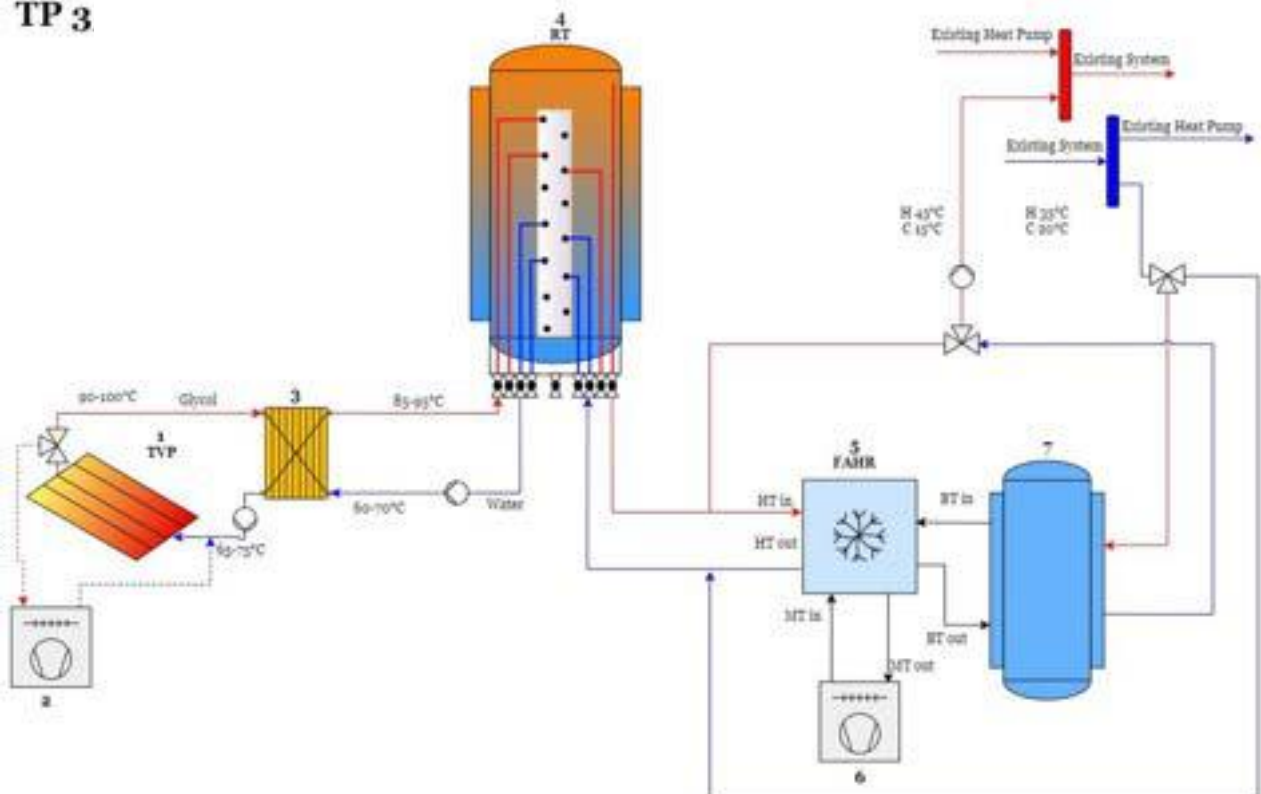 TP 3
4
RT
Existing Heat Pump
Existing System
Existing Heat Pump
Existing System
H 45°C
C 15°C
H 35°C
C 20°C
90-100°C
Glycol
3
85-95°C
1
TVP
60-70°C
Water
65-75°C
2
5
FAHR
7
HT in
BT in
HT out
MT in
BT out
MT out
6